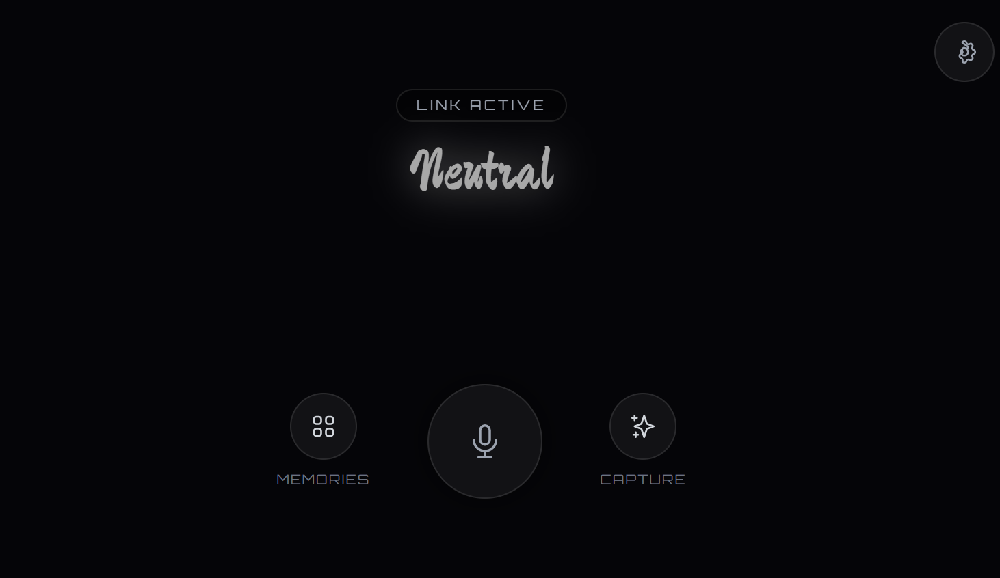 LINK ACTIVE
Neutral
MEMORIES
CAPTURE